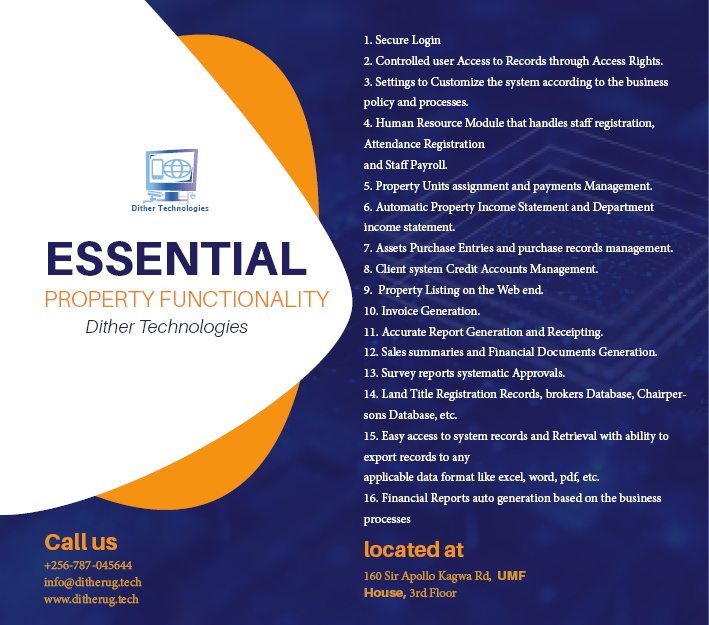 Dither Technologies
ESSENTIAL
PROPERTY FUNCTIONALITY
Dither Technologies
1. Secure Login
2. Controlled user Access to Records through Access Rights.
3. Settings to Customize the system according to the business
policy and processes.
4. Human Resource Module that handles staff registration,
Attendance Registration
and Staff Payroll.
5. Property Units assignment and payments Management.
6. Automatic Property Income Statement and Department
income statement.
7. Assets Purchase Entries and purchase records management.
8. Client system Credit Accounts Management.
9.  Property Listing on the Web end.
10. Invoice Generation.
11. Accurate Report Generation and Receipting.
12. Sales summaries and Financial Documents Generation.
13. Survey reports systematic Approvals.
14. Land Title Registration Records, brokers Database, Chairper-
sons Database, etc.
15. Easy access to system records and Retrieval with ability to
export records to any
applicable data format like excel, word, pdf, etc.
16. Financial Reports auto generation based on the business
processes
Call us
+256-787-045644
info@ditherug.tech
www.ditherug.tech
located at
160 Sir Apollo Kagwa Rd, UMF
House, 3rd Floor